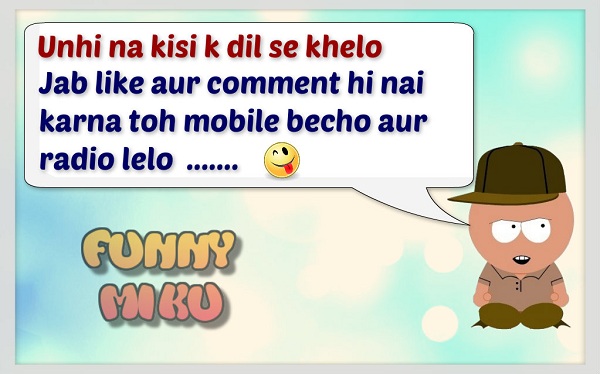 Unhi na kisi k dil se khelo
Jab like aur comment hi nai
karna toh mobile becho aur
radio lelo .......
FUNNY
MIKU